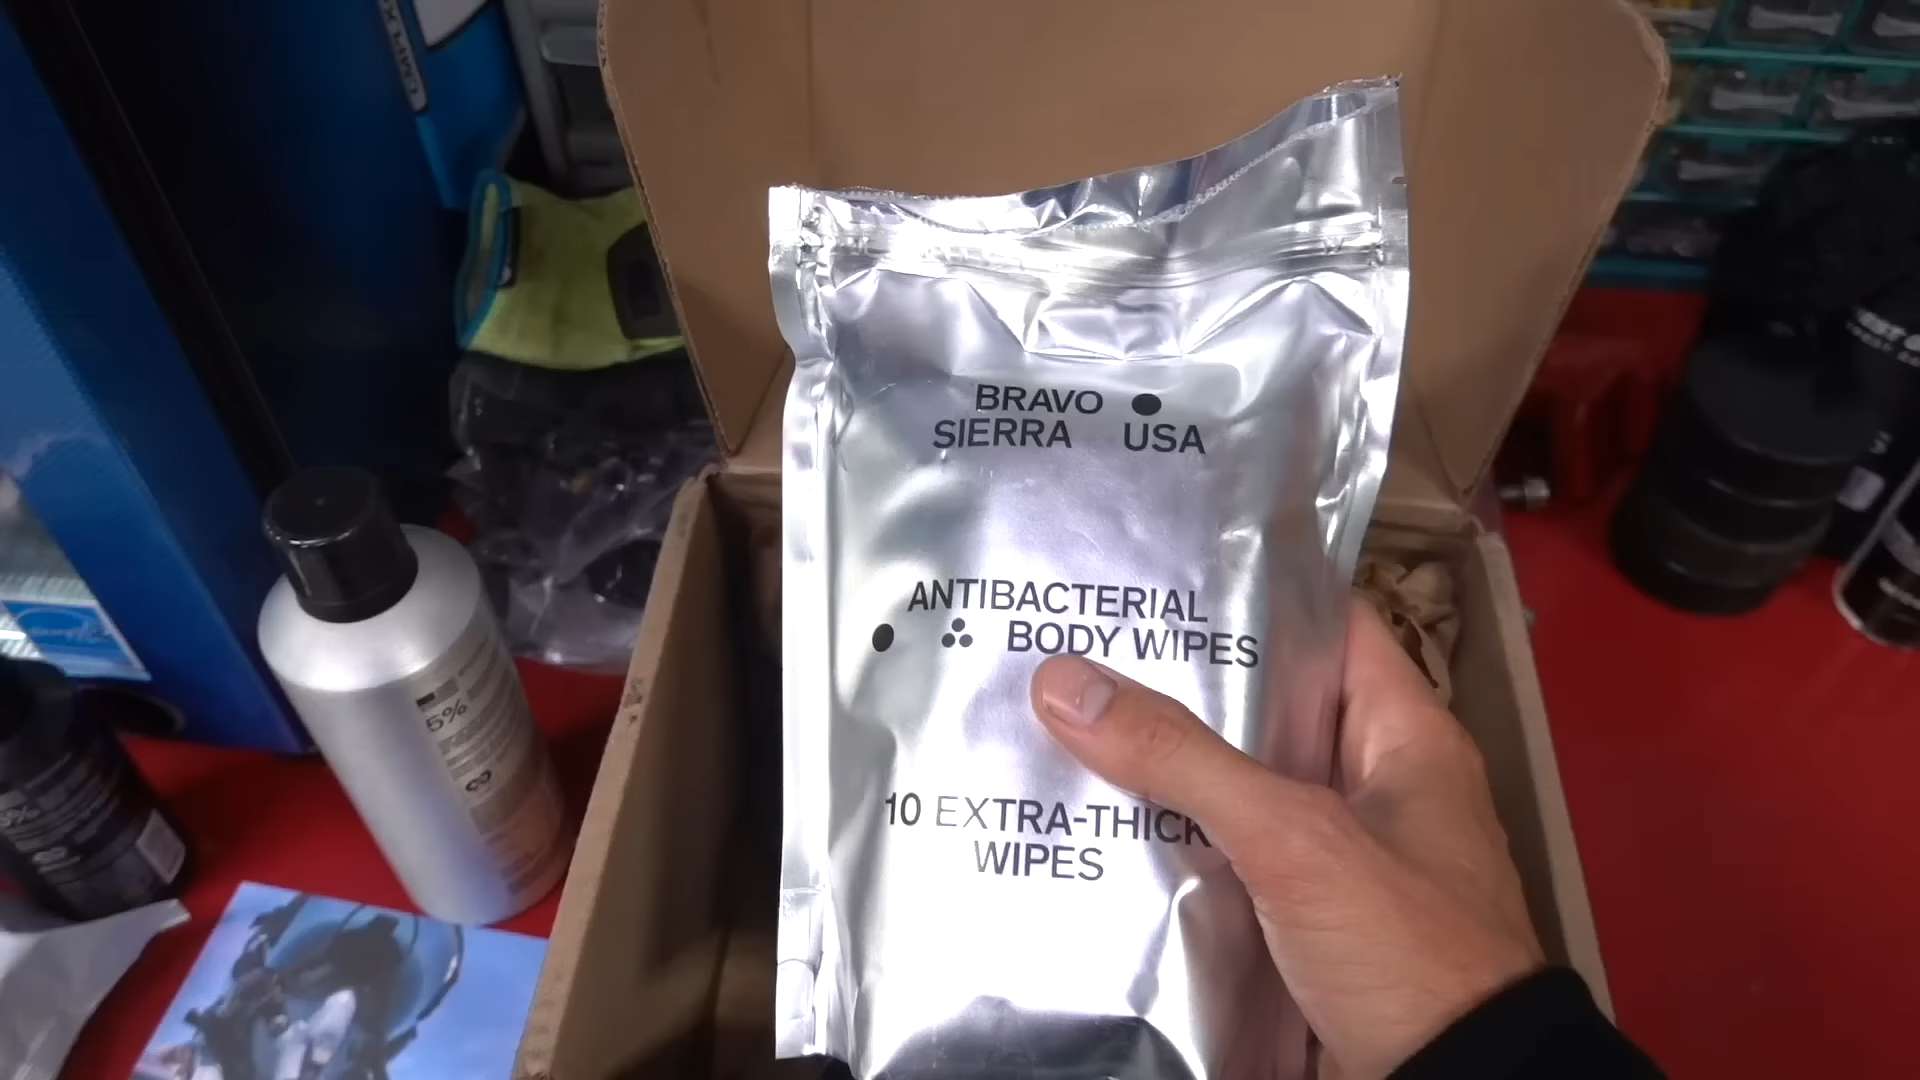 BRAVO
SIERRA USA
ANTIBACTERIAL
BODY WIPES
10 EXTRA-THICK
WIPES
5%